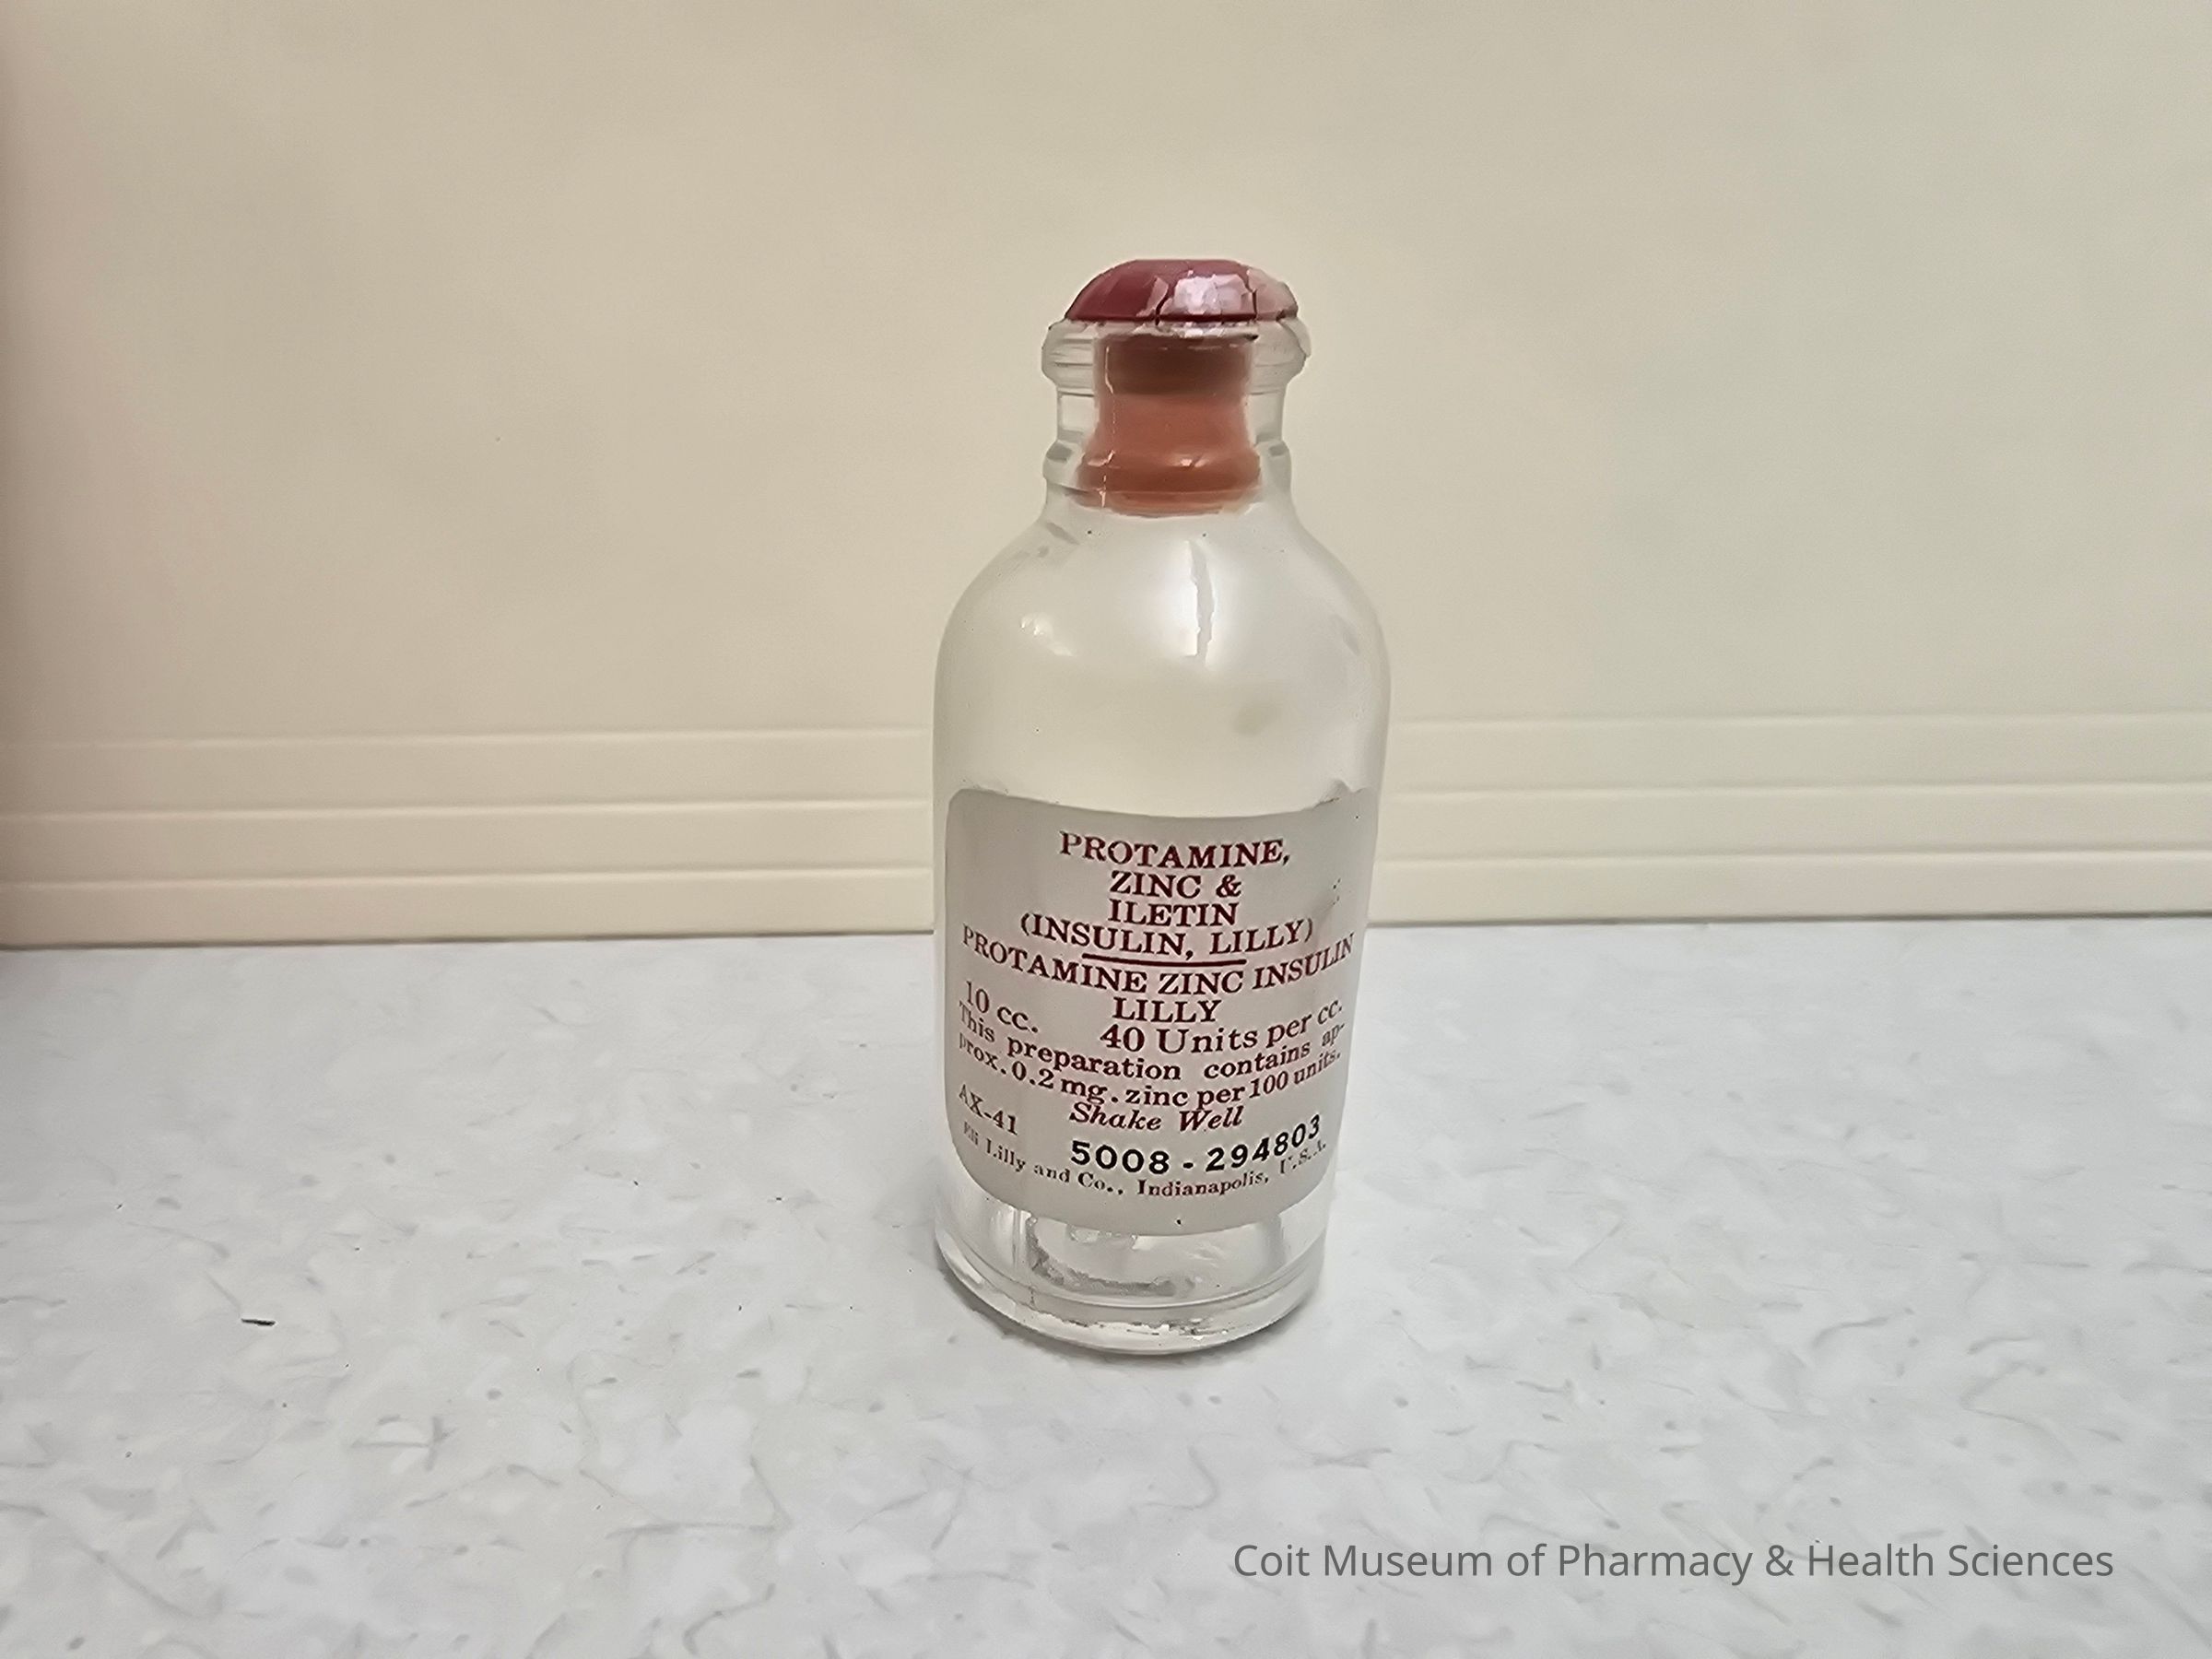 PROTAMINE,
ZINC &
ILETIN
(INSULIN, LILLY)
PROTAMINE ZINC INSULIN
LILLY
10 cc. 40 Units per cc.
This preparation contains ap-
prox. 0.2 mg. zinc per 100 units.
Shake Well
AX-41
5008 - 294803
Eli Lilly and Co., Indianapolis, U.S.A.
Coit Museum of Pharmacy & Health Sciences